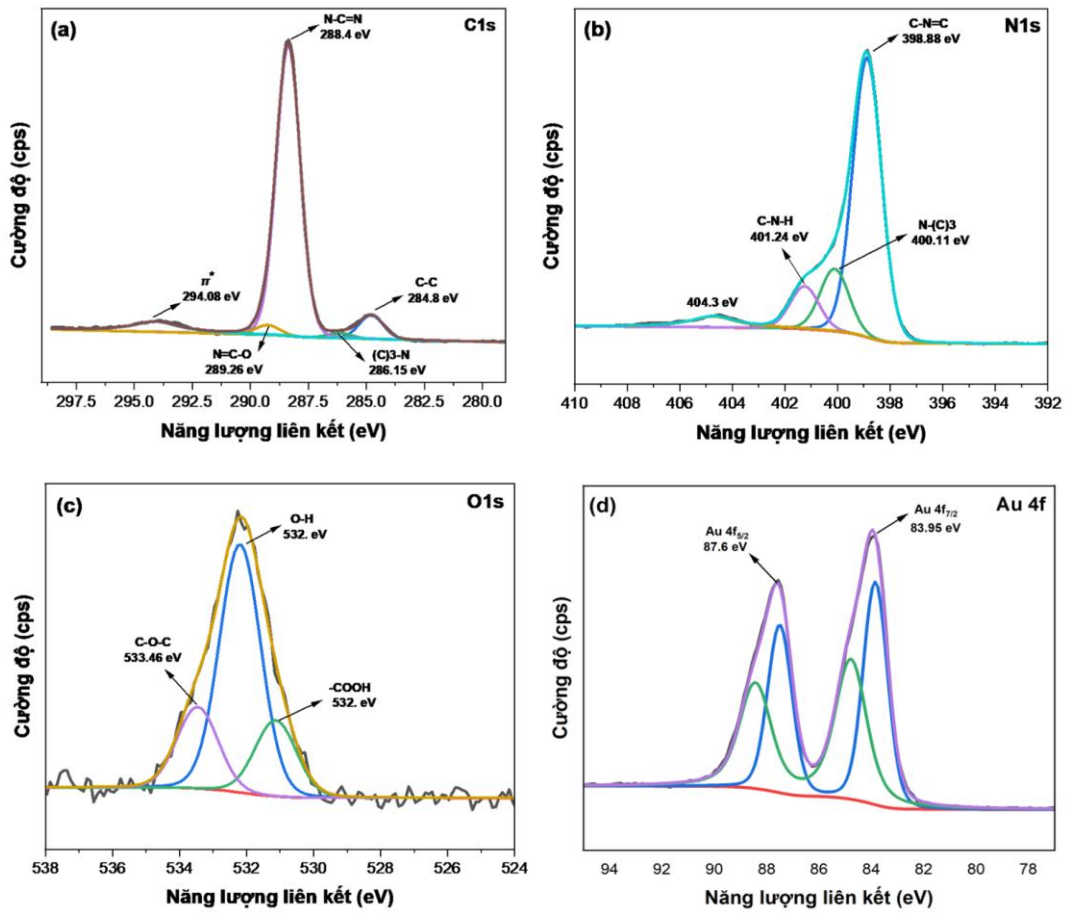 (a)
C1s
N-C=N
288.4 eV
π*
294.08 eV
C-C
284.8 eV
N=C-O
289.26 eV
(C)3-N
286.15 eV
Cường độ (cps)
297.5 295.0 292.5 290.0 287.5 285.0 282.5 280.0
Năng lượng liên kết (eV)
(b)
N1s
C-N=C
398.88 eV
C-N-H
401.24 eV
N-(C)3
400.11 eV
404.3 eV
Cường độ (cps)
410 408 406 404 402 400 398 396 394 392
Năng lượng liên kết (eV)
(c)
O1s
O-H
532. eV
C-O-C
533.46 eV
-COOH
532. eV
Cường độ (cps)
538 536 534 532 530 528 526 524
Năng lượng liên kết (eV)
(d)
Au 4f
Au 4f7/2
83.95 eV
Au 4f5/2
87.6 eV
Cường độ (cps)
94 92 90 88 86 84 82 80 78
Năng lượng liên kết (eV)